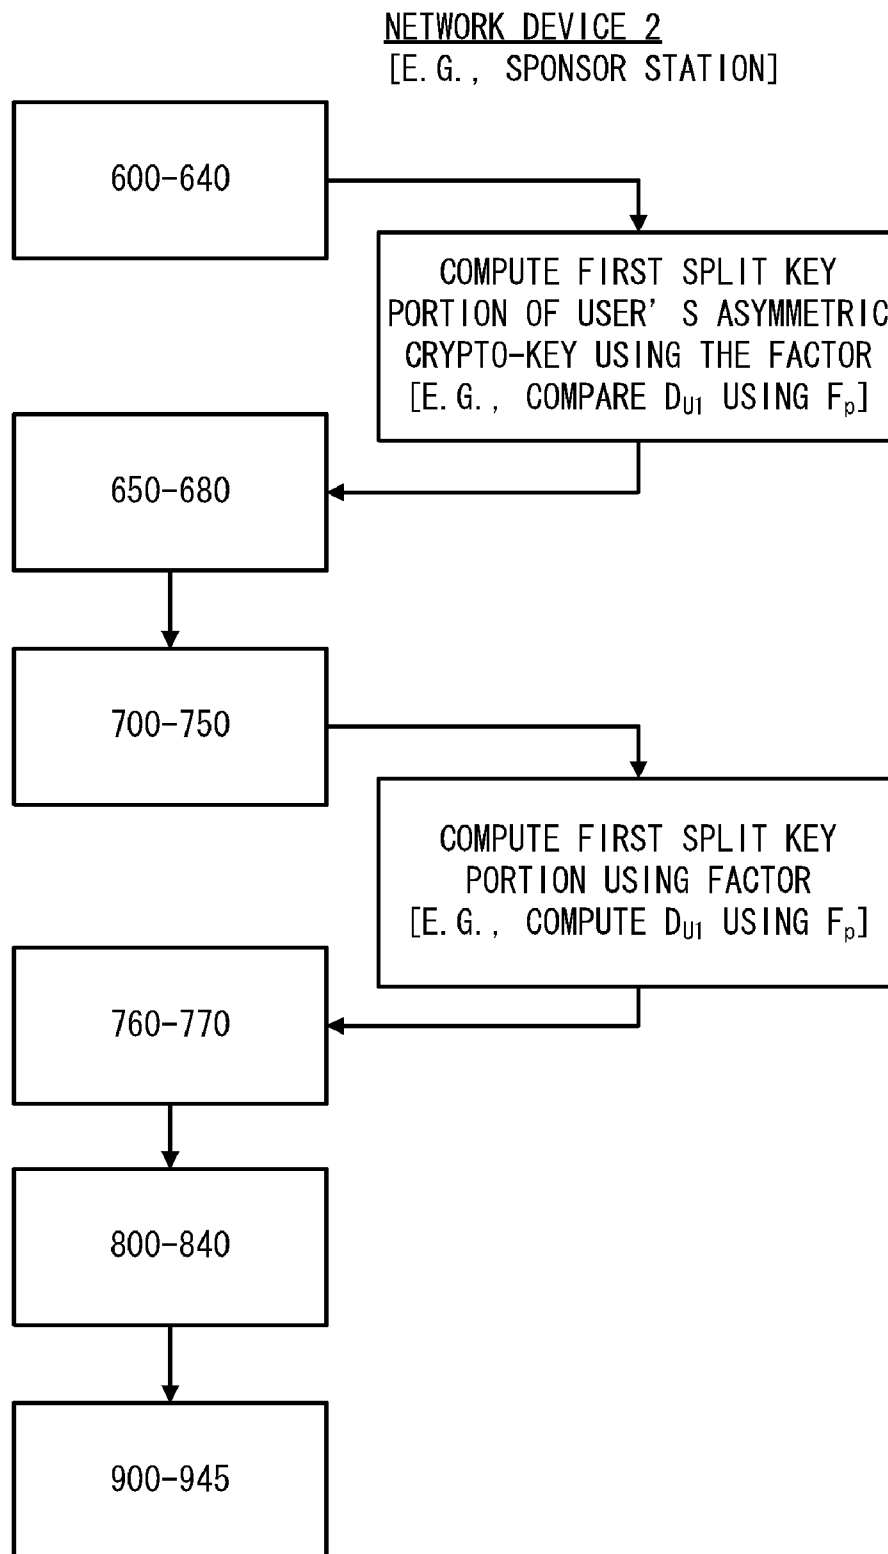 NETWORK DEVICE 2
[E.G., SPONSOR STATION]
600-640
COMPUTE FIRST SPLIT KEY
PORTION OF USER'S ASYMMETRIC
CRYPTO-KEY USING THE FACTOR
[E.G., COMPARE DU1 USING Fp]
650-680
700-750
COMPUTE FIRST SPLIT KEY
PORTION USING FACTOR
[E.G., COMPUTE DU1 USING Fp]
760-770
800-840
900-945